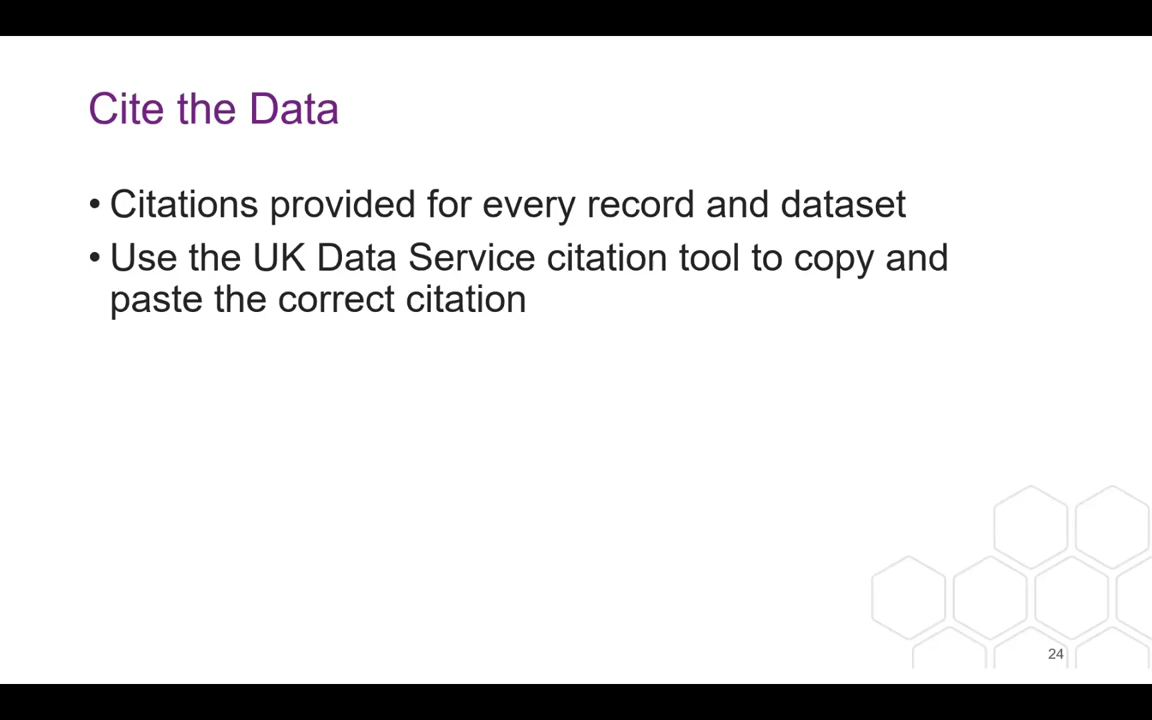 Cite the Data
• Citations provided for every record and dataset
• Use the UK Data Service citation tool to copy and
paste the correct citation
24